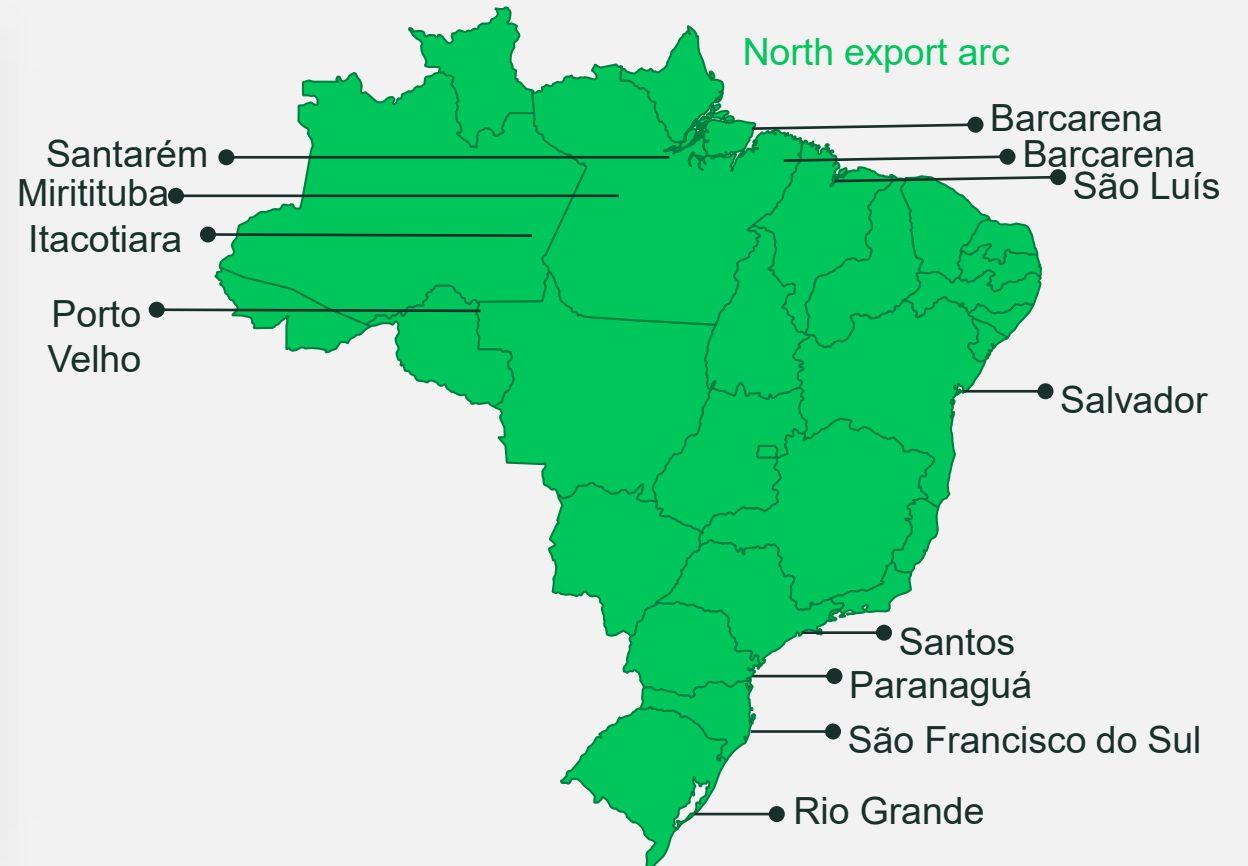 North export arc
Barcarena
Barcarena
São Luís
Santarém
Miritituba
Itacotiara
Porto
Velho
Salvador
Santos
Paranaguá
São Francisco do Sul
Rio Grande